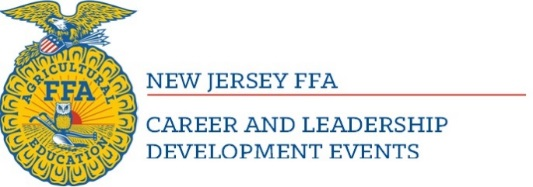 AGRICULTURAL
FFA
EDUCATION
NEW JERSEY FFA
CAREER AND LEADERSHIP
DEVELOPMENT EVENTS